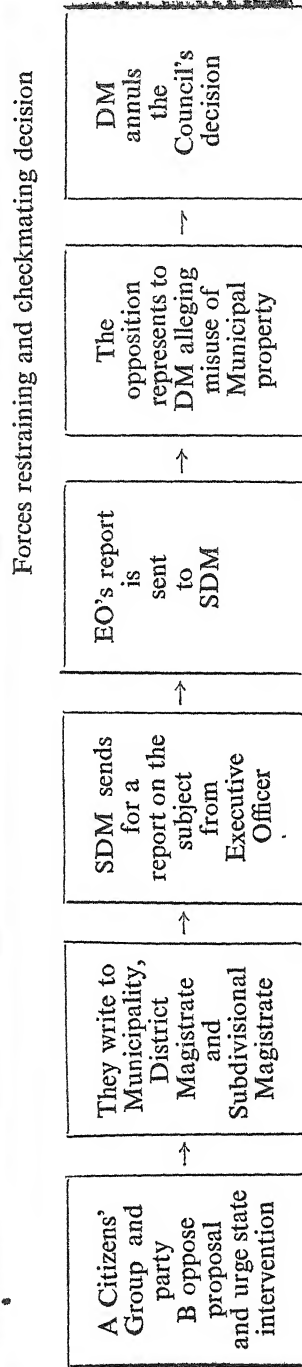 Forces restraining and checkmating decision
A Citizens'
Group and
party
B oppose
proposal
and urge state
intervention
They write to
Municipality,
District
Magistrate
and
Subdivisional
Magistrate
SDM sends
for a
report on the
subject
from
Executive
Officer
EO's report
is
sent
to
SDM
The
opposition
represents to
DM alleging
misuse of
Municipal
property
DM
annuls
the
Council's
decision